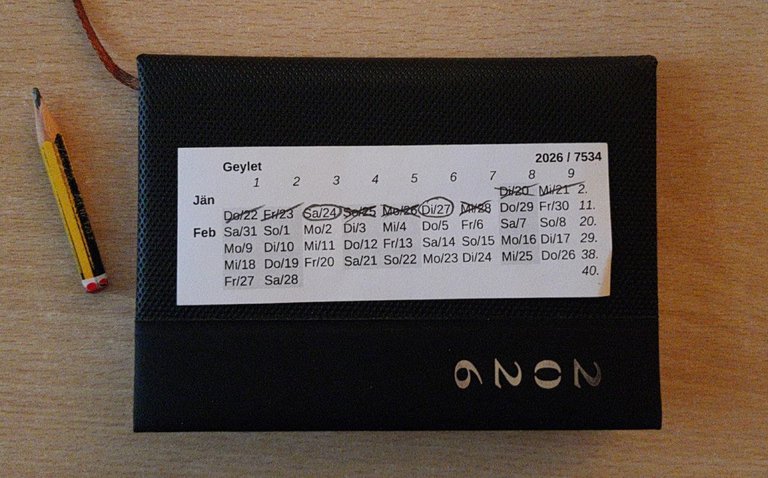 Geylet 2026 / 7534
1 2 3 4 5 6 7 8 9
Jän Di/20 Mi/21 2.
Do/22 Fr/23 Sa/24 So/25 Mo/26 Di/27 Mi/28 Do/29 Fr/30 11.
Feb Sa/31 So/1 Mo/2 Di/3 Mi/4 Do/5 Fr/6 Sa/7 So/8 20.
Mo/9 Di/10 Mi/11 Do/12 Fr/13 Sa/14 So/15 Mo/16 Di/17 29.
Mi/18 Do/19 Fr/20 Sa/21 So/22 Mo/23 Di/24 Mi/25 Do/26 38.
Fr/27 Sa/28 40.
2026